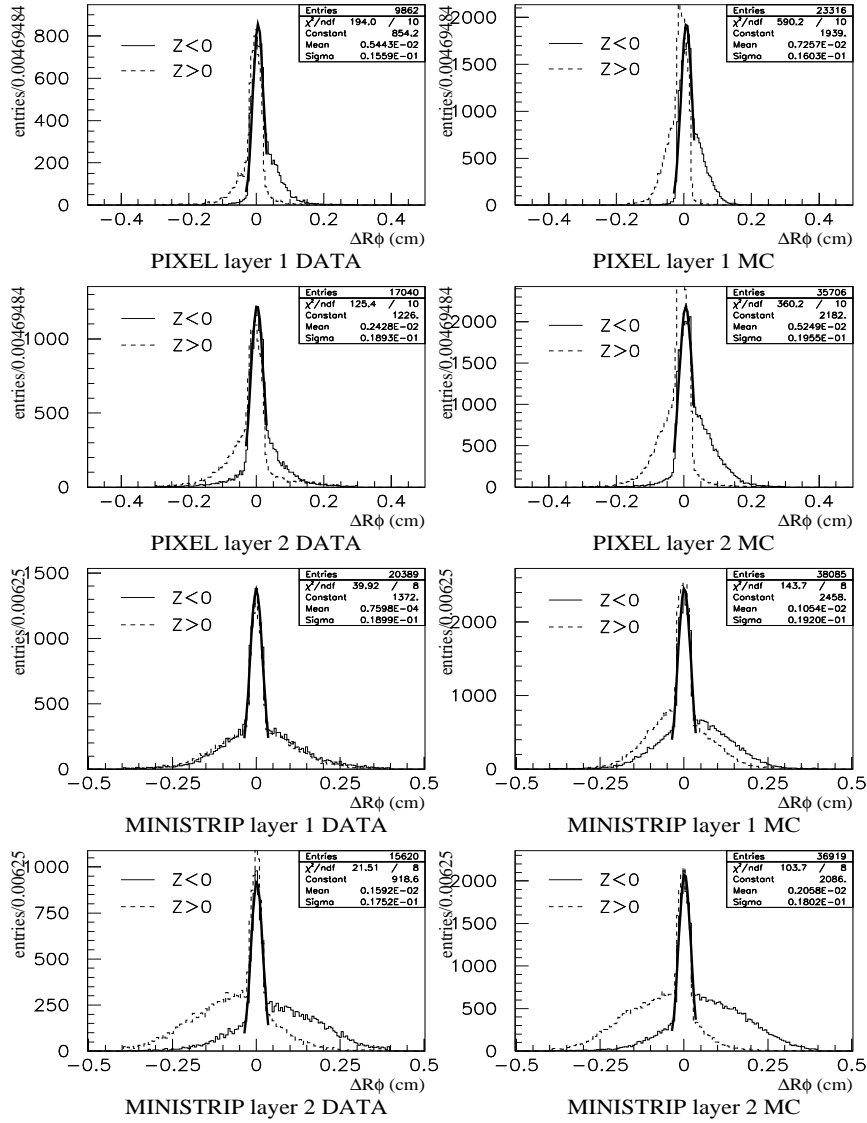 Entries 9862
χ²/ndf 194.0 / 10
Constant 854.2
Mean 0.5443E-02
Sigma 0.1559E-01
Z<0
Z>0
entries/0.00469484
800
600
400
200
0
−0.4 −0.2 0 0.2 0.4
ΔRϕ (cm)
PIXEL layer 1 DATA
Entries 23316
χ²/ndf 590.2 / 10
Constant 1939.
Mean 0.7257E-02
Sigma 0.1603E-01
Z<0
Z>0
entries/0.00469484
2000
1500
1000
500
0
−0.4 −0.2 0 0.2 0.4
ΔRϕ (cm)
PIXEL layer 1 MC
Entries 17040
χ²/ndf 125.4 / 10
Constant 1226.
Mean 0.2428E-02
Sigma 0.1893E-01
Z<0
Z>0
entries/0.00469484
1000
500
0
−0.4 −0.2 0 0.2 0.4
ΔRϕ (cm)
PIXEL layer 2 DATA
Entries 35706
χ²/ndf 360.2 / 10
Constant 2182.
Mean 0.5249E-02
Sigma 0.1955E-01
Z<0
Z>0
entries/0.00469484
2000
1500
1000
500
0
−0.4 −0.2 0 0.2 0.4
ΔRϕ (cm)
PIXEL layer 2 MC
Entries 20389
χ²/ndf 39.92 / 8
Constant 1372.
Mean 0.7598E-04
Sigma 0.1899E-01
Z<0
Z>0
entries/0.00625
1500
1200
900
600
300
0
−0.5 −0.25 0 0.25 0.5
ΔRϕ (cm)
MINISTRIP layer 1 DATA
Entries 38085
χ²/ndf 143.7 / 8
Constant 2458.
Mean 0.1054E-02
Sigma 0.1920E-01
Z<0
Z>0
entries/0.00625
2400
1600
800
0
−0.5 −0.25 0 0.25 0.5
ΔRϕ (cm)
MINISTRIP layer 1 MC
Entries 15620
χ²/ndf 21.51 / 8
Constant 918.6
Mean 0.1592E-02
Sigma 0.1752E-01
Z<0
Z>0
entries/0.00625
1000
750
500
250
0
−0.5 −0.25 0 0.25 0.5
ΔRϕ (cm)
MINISTRIP layer 2 DATA
Entries 36919
χ²/ndf 103.7 / 8
Constant 2086.
Mean 0.2058E-02
Sigma 0.1802E-01
Z<0
Z>0
entries/0.00625
2000
1500
1000
500
0
−0.5 −0.25 0 0.25 0.5
ΔRϕ (cm)
MINISTRIP layer 2 MC